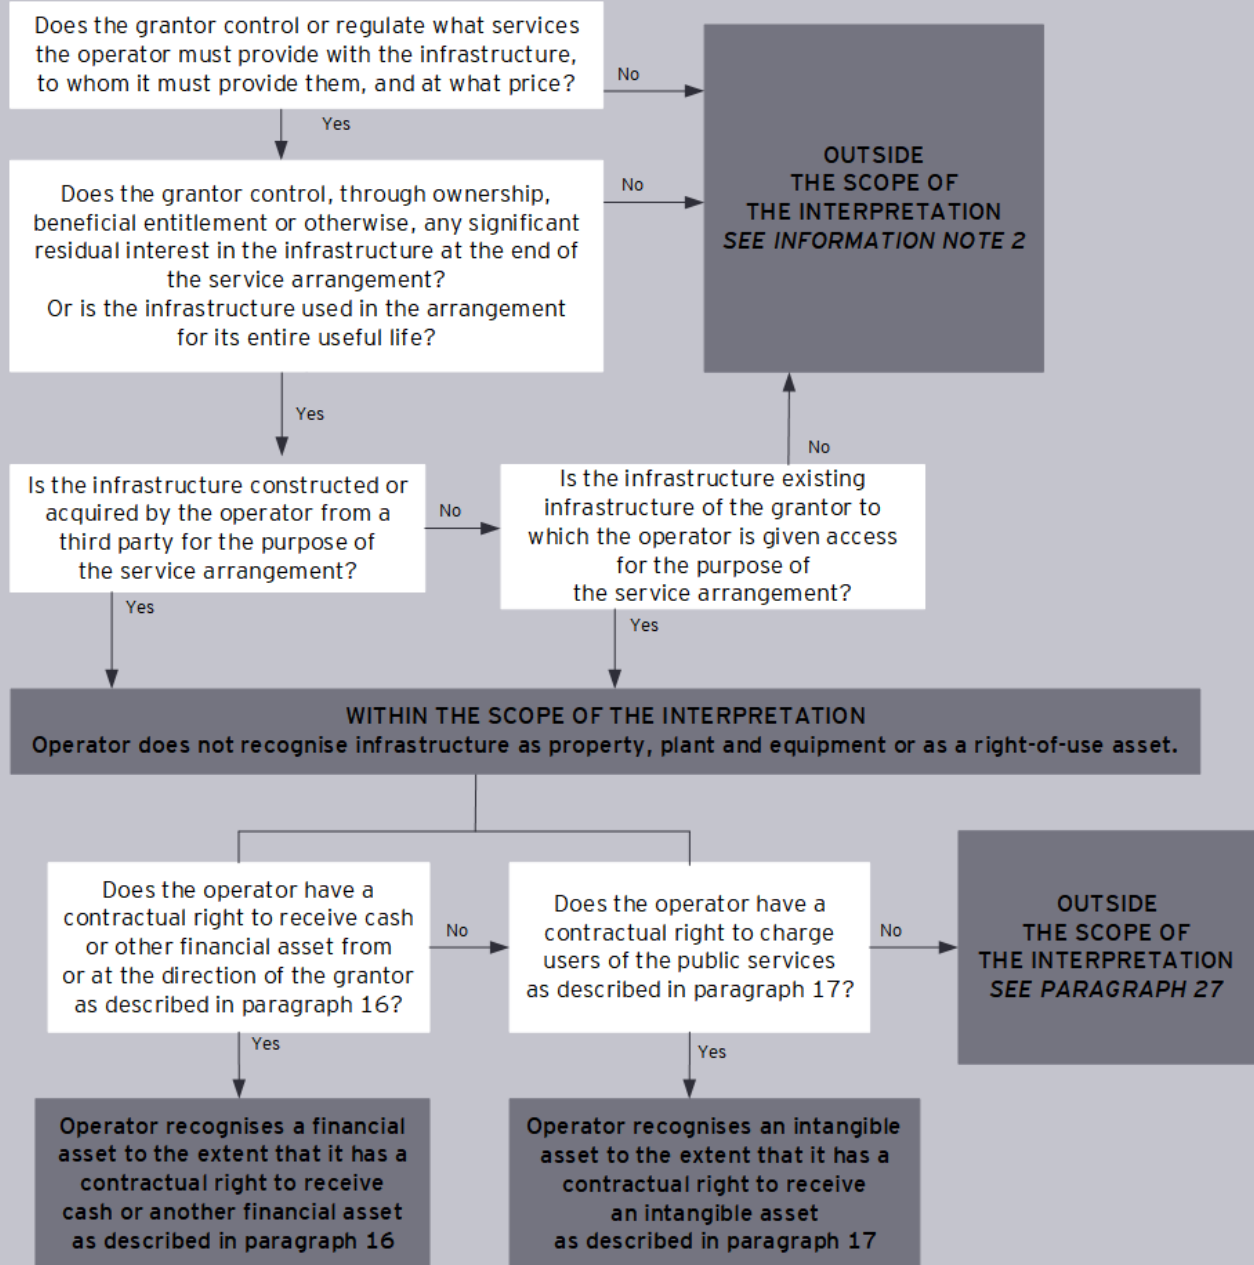 Does the grantor control or regulate what services
the operator must provide with the infrastructure,
to whom it must provide them, and at what price?
No
Yes
OUTSIDE
THE SCOPE OF
THE INTERPRETATION
SEE INFORMATION NOTE 2
Does the grantor control, through ownership,
beneficial entitlement or otherwise, any significant
residual interest in the infrastructure at the end of
the service arrangement?
Or is the infrastructure used in the arrangement
for its entire useful life?
No
Yes
Is the infrastructure constructed or
acquired by the operator from a
third party for the purpose of
the service arrangement?
No
Yes
Is the infrastructure existing
infrastructure of the grantor to
which the operator is given access
for the purpose of
the service arrangement?
No
Yes
WITHIN THE SCOPE OF THE INTERPRETATION
Operator does not recognise infrastructure as property, plant and equipment or as a right-of-use asset.
Does the operator have a
contractual right to receive cash
or other financial asset from
or at the direction of the grantor
as described in paragraph 16?
No
Yes
Does the operator have a
contractual right to charge
users of the public services
as described in paragraph 17?
No
Yes
OUTSIDE
THE SCOPE OF
THE INTERPRETATION
SEE PARAGRAPH 27
Operator recognises a financial
asset to the extent that it has a
contractual right to receive
cash or another financial asset
as described in paragraph 16
Operator recognises an intangible
asset to the extent that it has a
contractual right to receive
an intangible asset
as described in paragraph 17